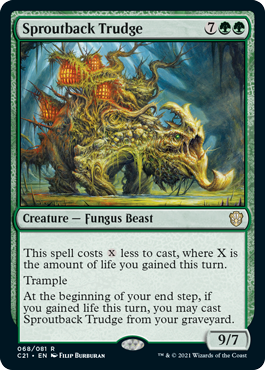 Sproutback Trudge 7
Creature — Fungus Beast
This spell costs X less to cast, where X is
the amount of life you gained this turn.
Trample
At the beginning of your end step, if
you gained life this turn, you may cast
Sproutback Trudge from your graveyard.
9/7
068/081 R
C21 • EN Filip Burburan
™ & © 2021 Wizards of the Coast